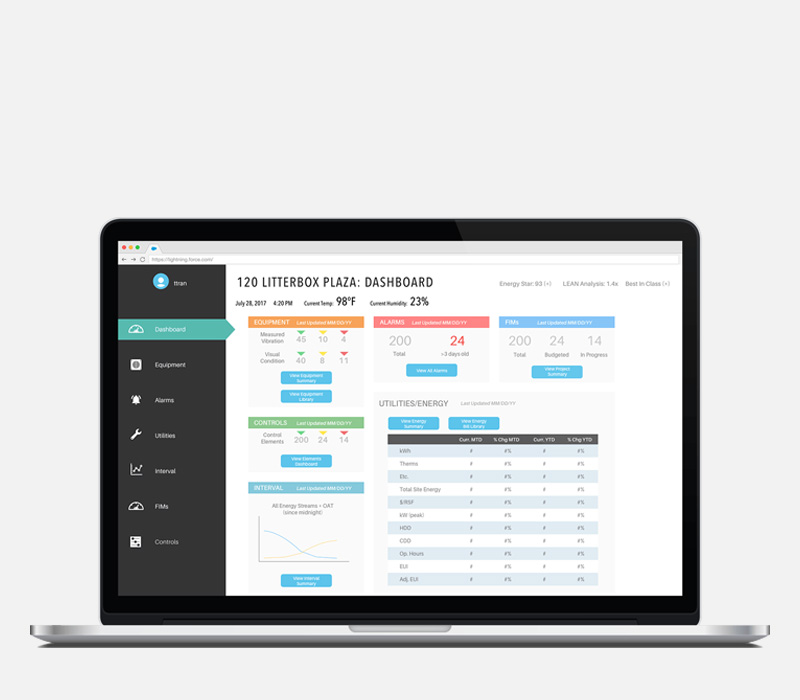 https://lightning.force.com/
ttran
Dashboard
Equipment
Alarms
Utilities
Interval
FIMs
Controls
120 LITTERBOX PLAZA: DASHBOARD
Energy Star: 93 (+) LEAN Analysis: 1.4x Best In Class (+)
July 28, 2017 4:20 PM Current Temp: 98°F Current Humidity: 23%
EQUIPMENT Last Updated MM/DD/YY
Measured Vibration 45 10 4
Visual Condition 40 8 11
View Equipment Summary
View Equipment Library
CONTROLS Last Updated MM/DD/YY
Control Elements 200 24 14
View Elements Dashboard
INTERVAL Last Updated MM/DD/YY
All Energy Streams + OAT
(since midnight)
View Interval Summary
ALARMS Last Updated MM/DD/YY
200 24
Total <3 days old
View All Alarms
FIMs Last Updated MM/DD/YY
200 24 14
Total Budgeted In Progress
View Project Summary
UTILITIES/ENERGY Last Updated MM/DD/YY
View Energy Summary
View Energy Bill Library
Curr. MTD % Chg MTD Curr. YTD % Chg YTD
kWh # #% # #%
Therms # #% # #%
Etc. # #% # #%
Total Site Energy # #% # #%
$/RSF # #% # #%
kW (peak) # #% # #%
HDD # #% # #%
CDD # #% # #%
Op. Hours # #% # #%
EUI # #% # #%
Adj. EUI # #% # #%